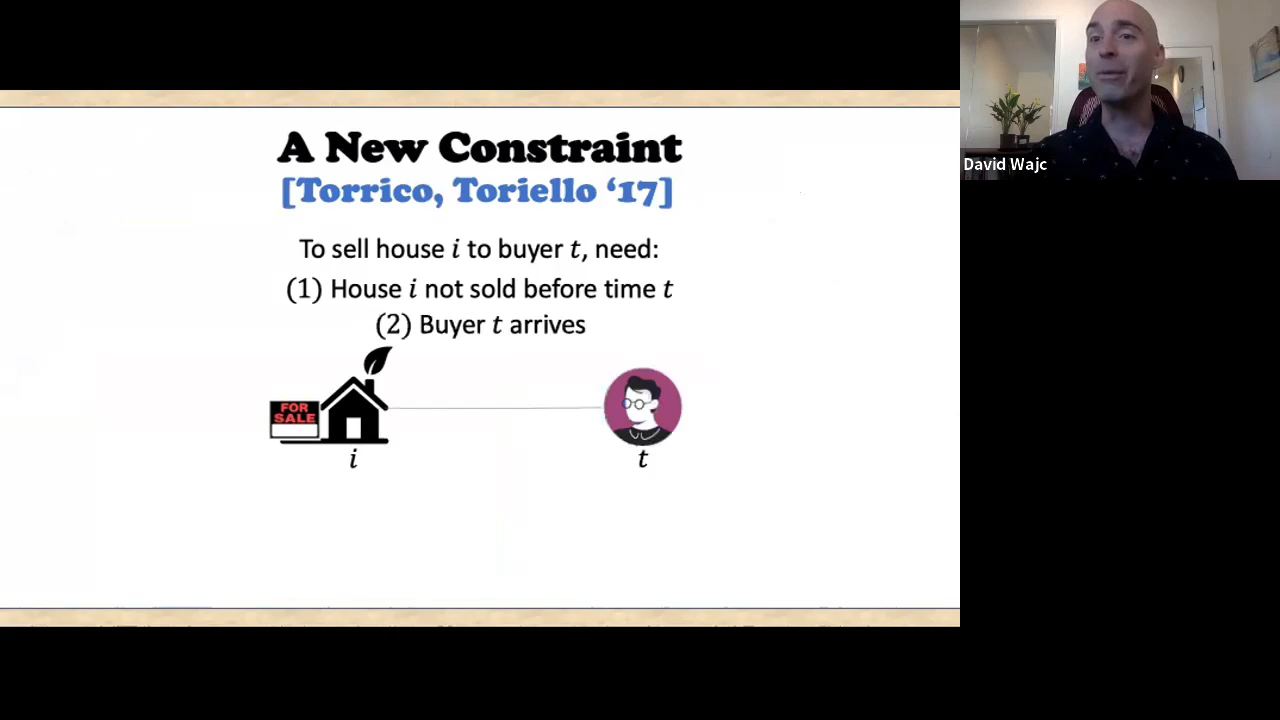 A New Constraint
[Torrico, Toriello ‘17]
To sell house i to buyer t, need:
(1) House i not sold before time t
(2) Buyer t arrives
FOR
SALE
i
t
David Wajc